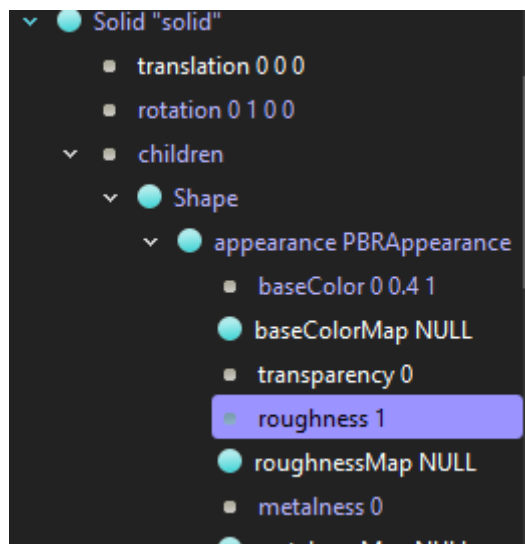 Solid "solid"
translation 0 0 0
rotation 0 1 0 0
children
Shape
appearance PBRAppearance
baseColor 0 0.4 1
baseColorMap NULL
transparency 0
roughness 1
roughnessMap NULL
metalness 0